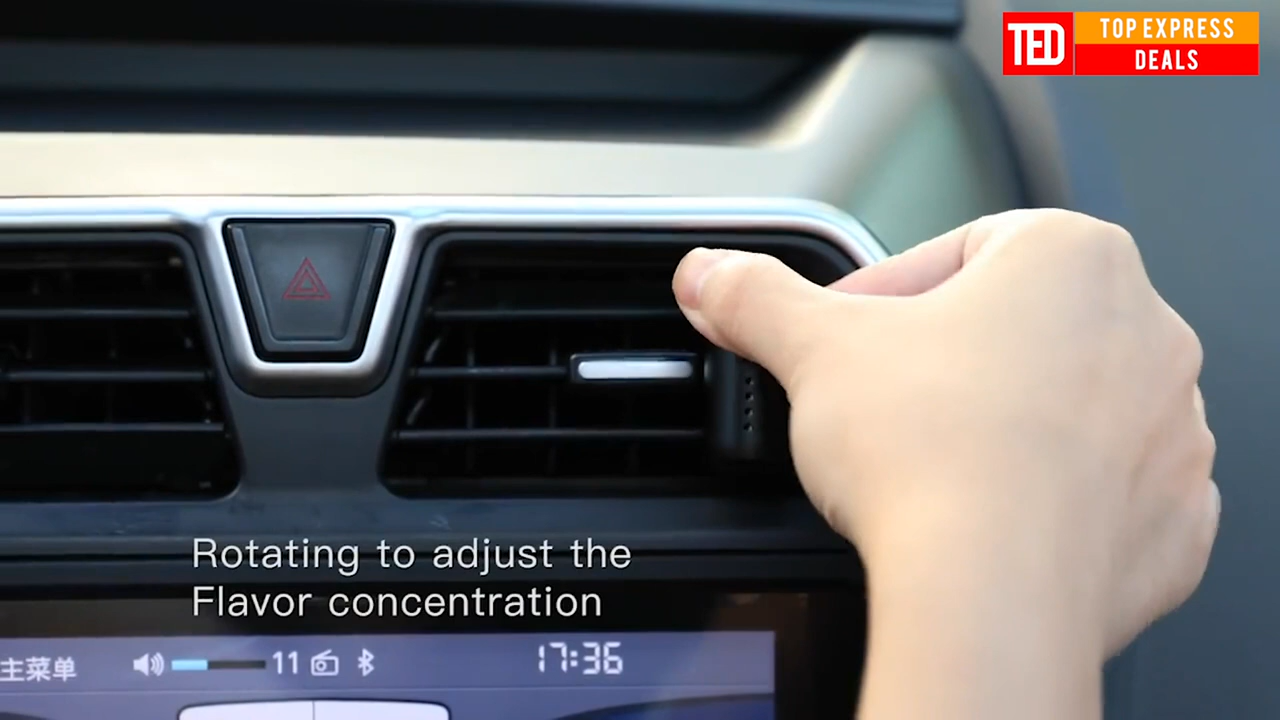 TED
TOP EXPRESS
DEALS
Rotating to adjust the
Flavor concentration
主菜单
11
17:36